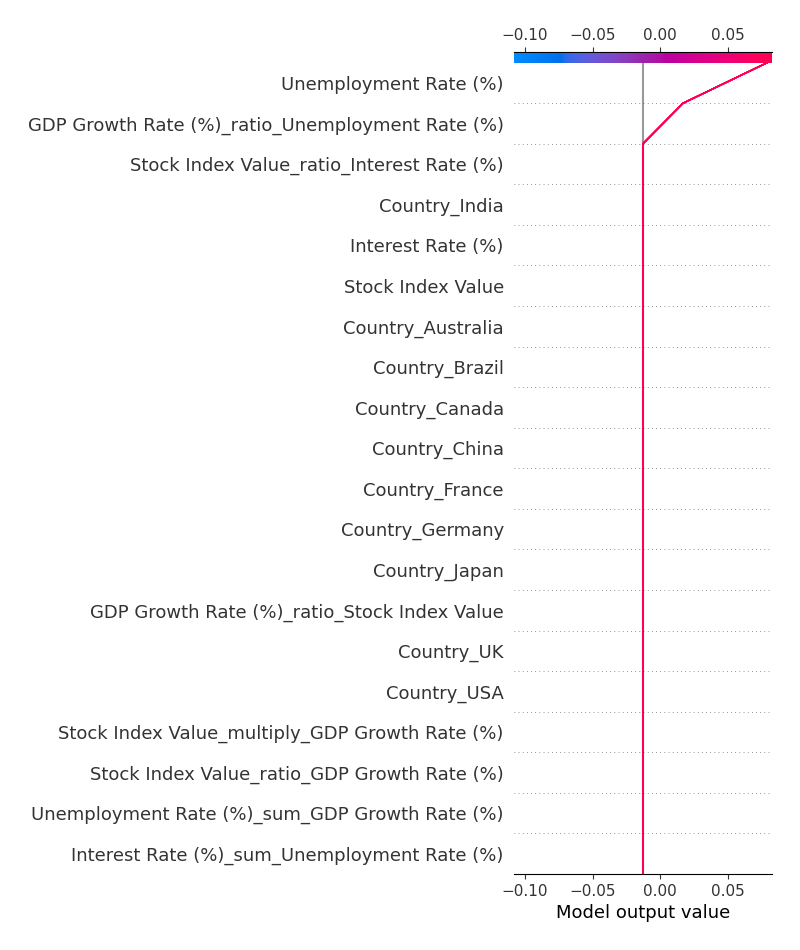 −0.10 −0.05 0.00 0.05
Unemployment Rate (%)
GDP Growth Rate (%)_ratio_Unemployment Rate (%)
Stock Index Value_ratio_Interest Rate (%)
Country_India
Interest Rate (%)
Stock Index Value
Country_Australia
Country_Brazil
Country_Canada
Country_China
Country_France
Country_Germany
Country_Japan
GDP Growth Rate (%)_ratio_Stock Index Value
Country_UK
Country_USA
Stock Index Value_multiply_GDP Growth Rate (%)
Stock Index Value_ratio_GDP Growth Rate (%)
Unemployment Rate (%)_sum_GDP Growth Rate (%)
Interest Rate (%)_sum_Unemployment Rate (%)
−0.10 −0.05 0.00 0.05
Model output value